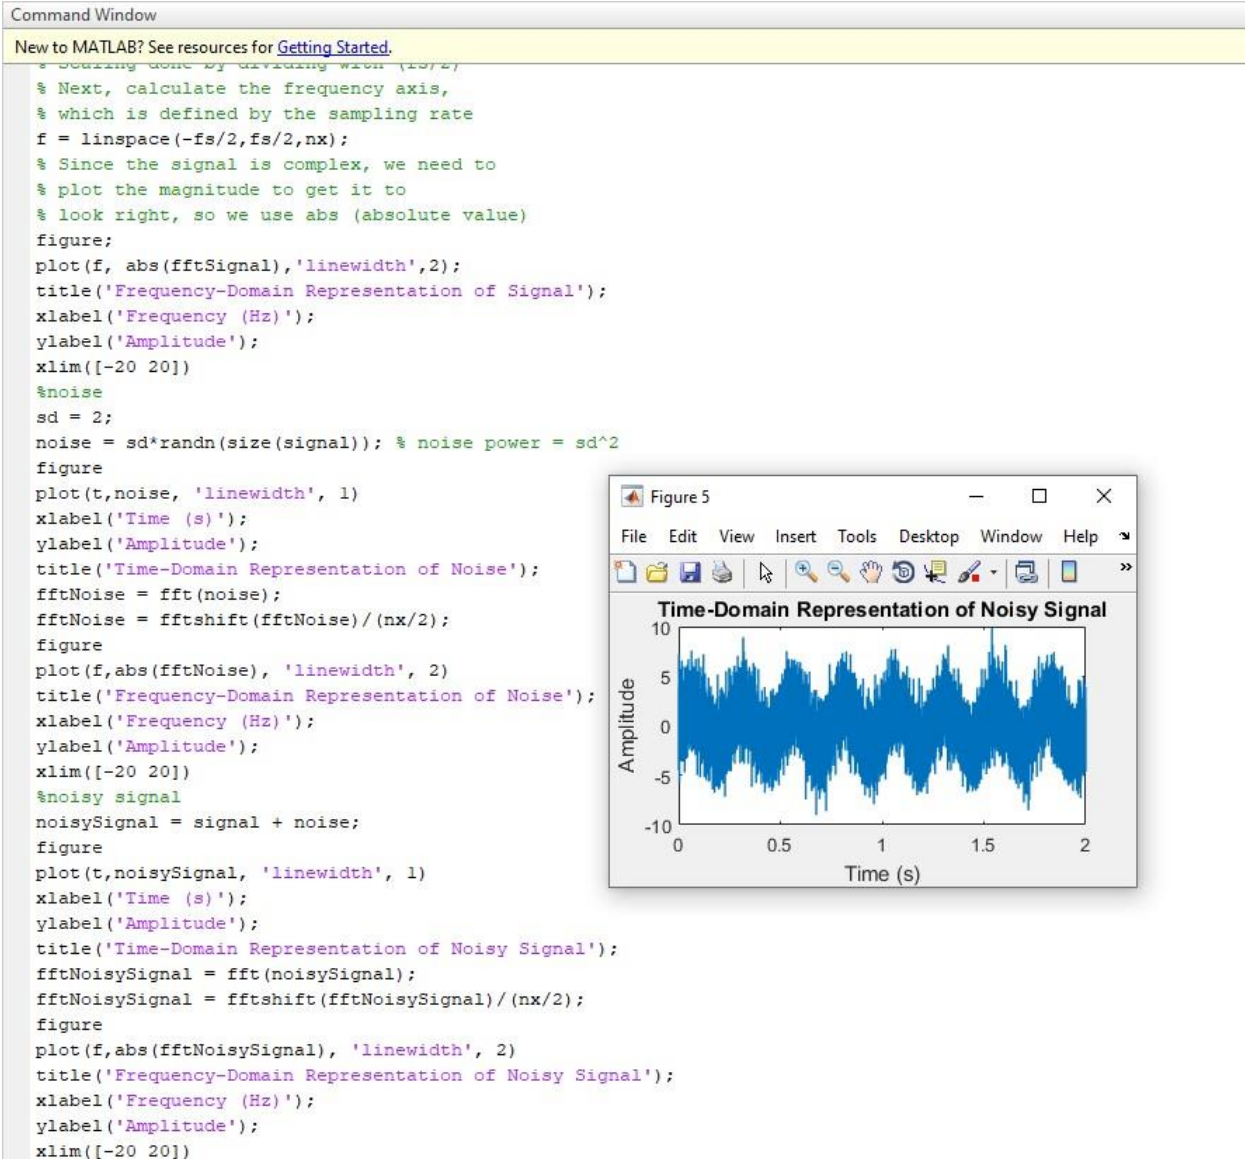 Command Window
New to MATLAB? See resources for Getting Started.
% Scaling done by dividing with (fs/2)
% Next, calculate the frequency axis,
% which is defined by the sampling rate
f = linspace(-fs/2,fs/2,nx);
% Since the signal is complex, we need to
% plot the magnitude to get it to
% look right, so we use abs (absolute value)
figure;
plot(f, abs(fftSignal),'linewidth',2);
title('Frequency-Domain Representation of Signal');
xlabel('Frequency (Hz)');
ylabel('Amplitude');
xlim([-20 20])
%noise
sd = 2;
noise = sd*randn(size(signal)); % noise power = sd^2
figure
plot(t,noise, 'linewidth', 1)
xlabel('Time (s)');
ylabel('Amplitude');
title('Time-Domain Representation of Noise');
fftNoise = fft(noise);
fftNoise = fftshift(fftNoise)/(nx/2);
figure
plot(f,abs(fftNoise), 'linewidth', 2)
title('Frequency-Domain Representation of Noise');
xlabel('Frequency (Hz)');
ylabel('Amplitude');
xlim([-20 20])
%noisy signal
noisySignal = signal + noise;
figure
plot(t,noisySignal, 'linewidth', 1)
xlabel('Time (s)');
ylabel('Amplitude');
title('Time-Domain Representation of Noisy Signal');
fftNoisySignal = fft(noisySignal);
fftNoisySignal = fftshift(fftNoisySignal)/(nx/2);
figure
plot(f,abs(fftNoisySignal), 'linewidth', 2)
title('Frequency-Domain Representation of Noisy Signal');
xlabel('Frequency (Hz)');
ylabel('Amplitude');
xlim([-20 20])
Figure 5
File Edit View Insert Tools Desktop Window Help
Time-Domain Representation of Noisy Signal
10
5
0
-5
-10
Amplitude
0 0.5 1 1.5 2
Time (s)